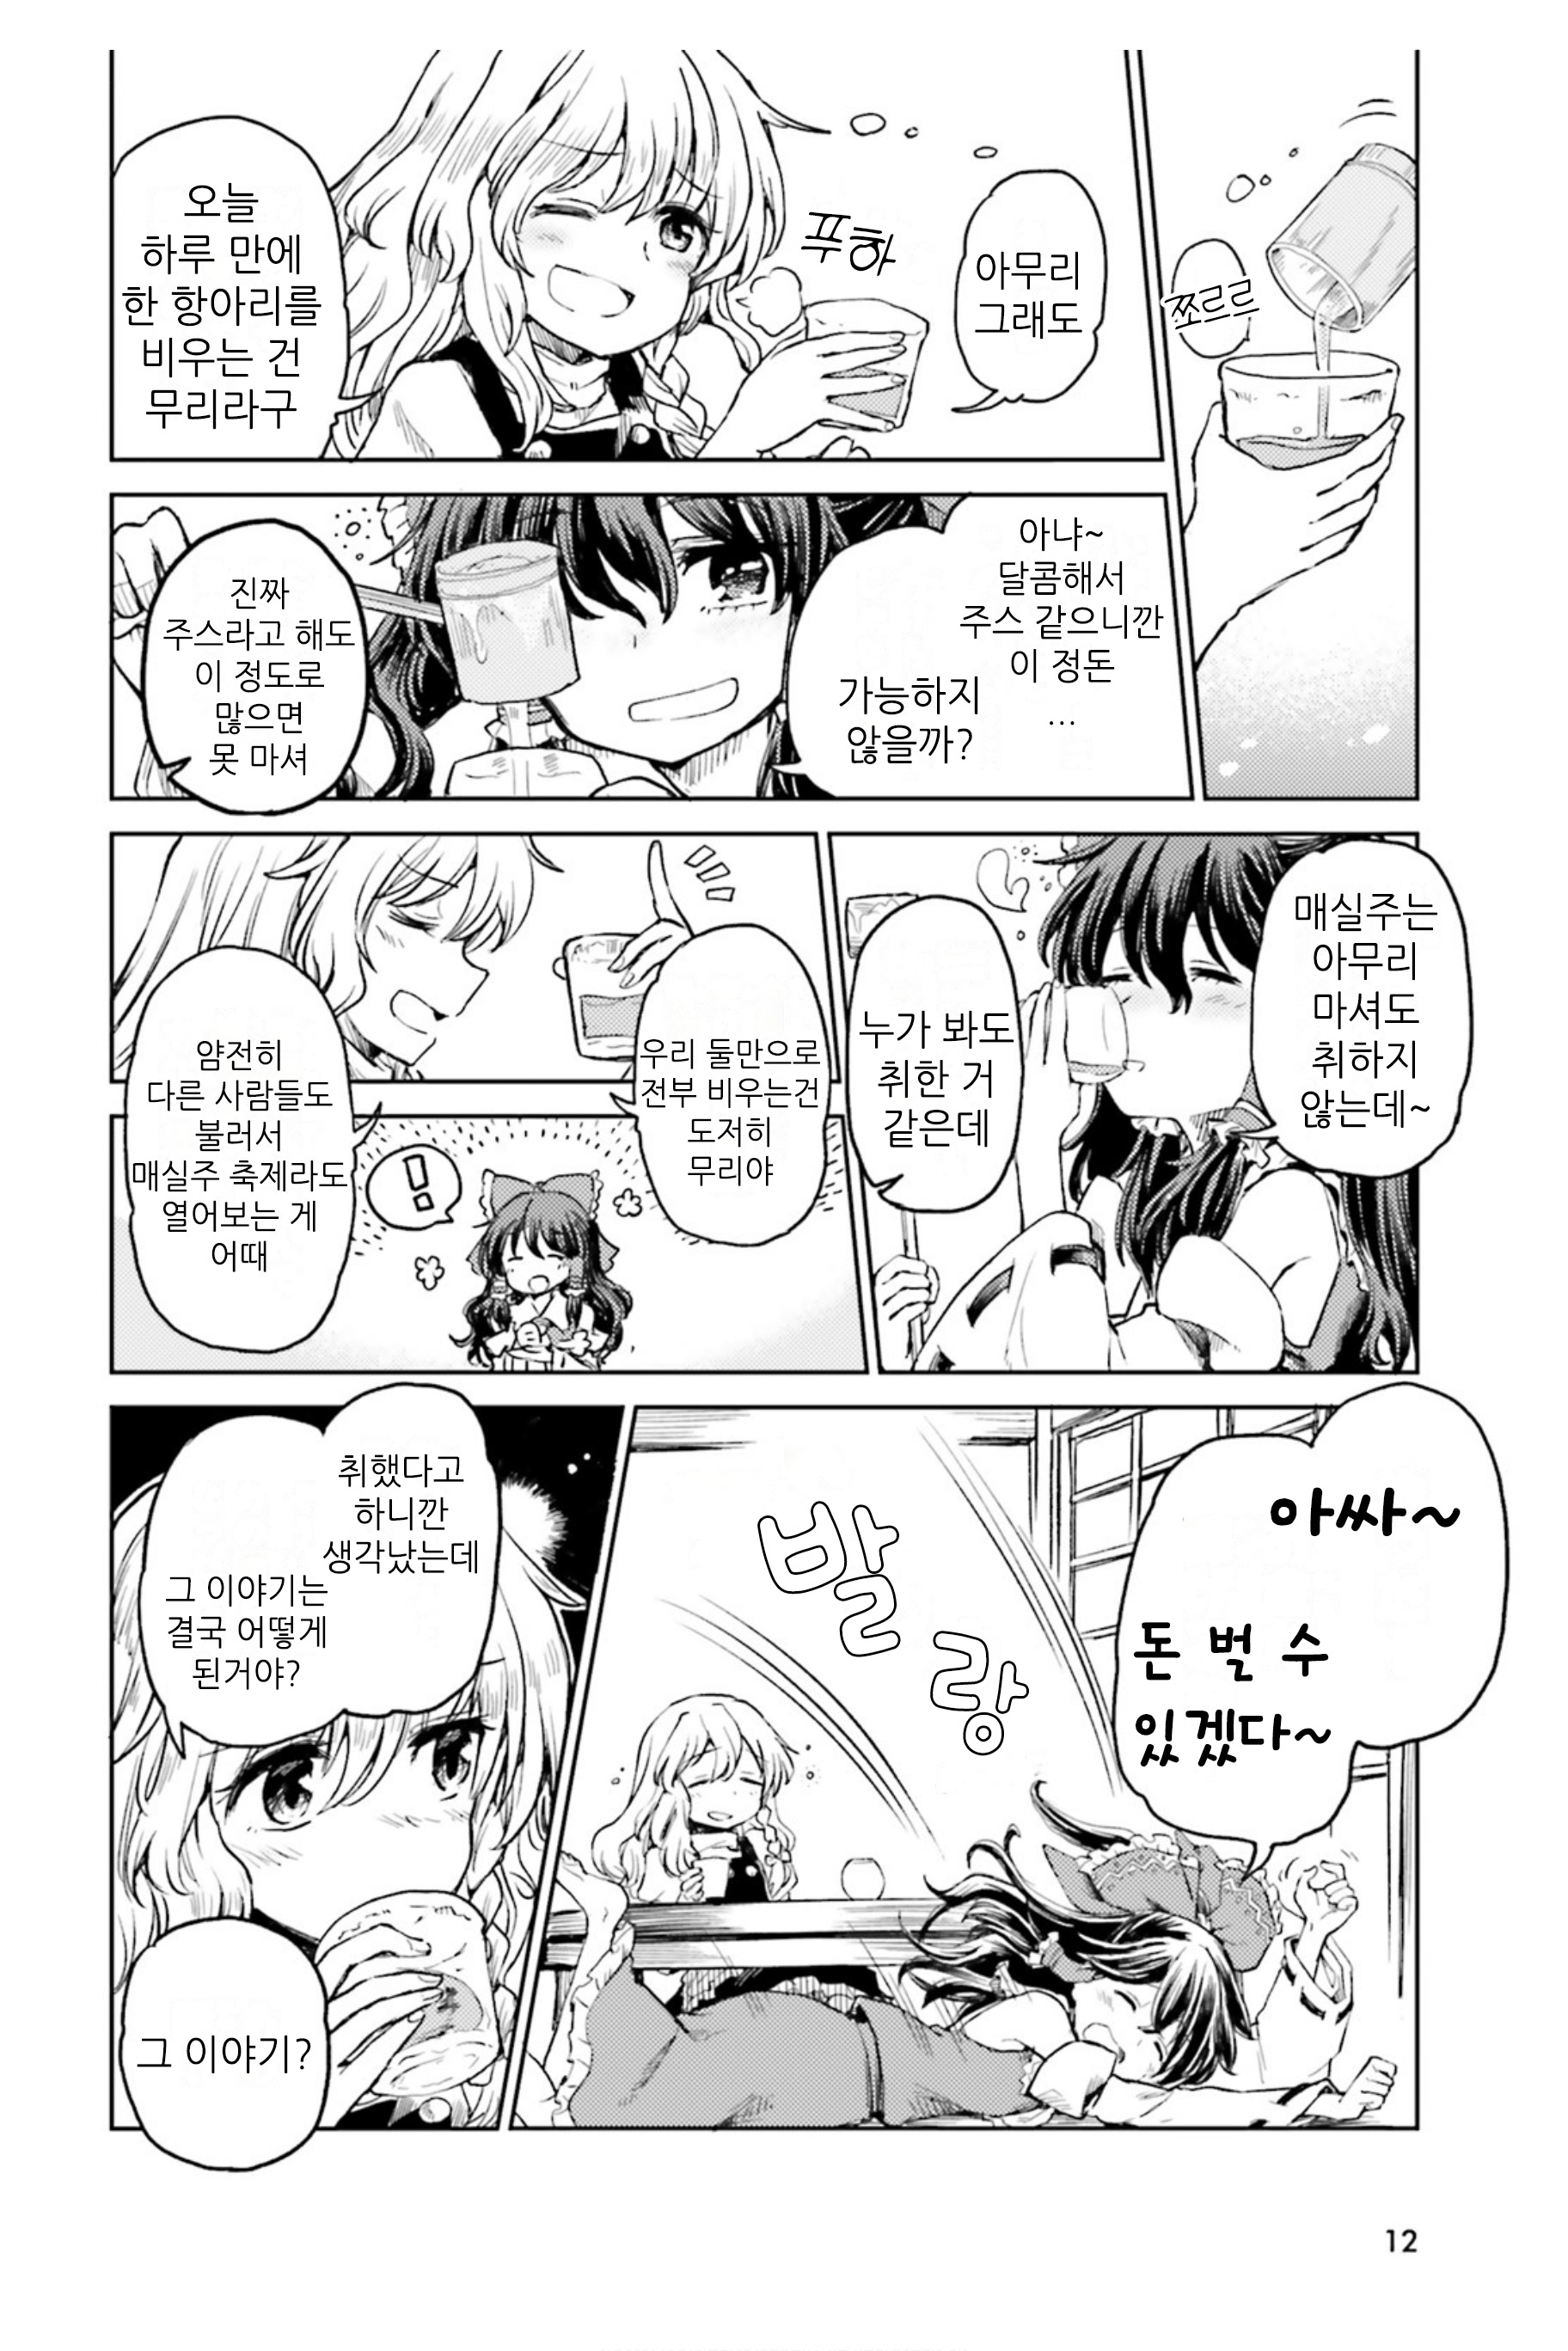 쪼르르
아무리
그래도
푸하
오늘
하루 만에
한 항아리를
비우는 건
무리라구
아냐~
달콤해서
주스 같으니깐
이 정돈
…
가능하지
않을까?
진짜
주스라고 해도
이 정도로
많으면
못 마셔
매실주는
아무리
마셔도
취하지
않는데~
누가 봐도
취한 거
같은데
우리 둘만으로
전부 비우는건
도저히
무리야
얌전히
다른 사람들도
불러서
매실주 축제라도
열어보는 게
어때
!
아싸~
돈 벌 수
있겠다~
발
랑
취했다고
하니깐
생각났는데
그 이야기는
결국 어떻게
된거야?
그 이야기?
12